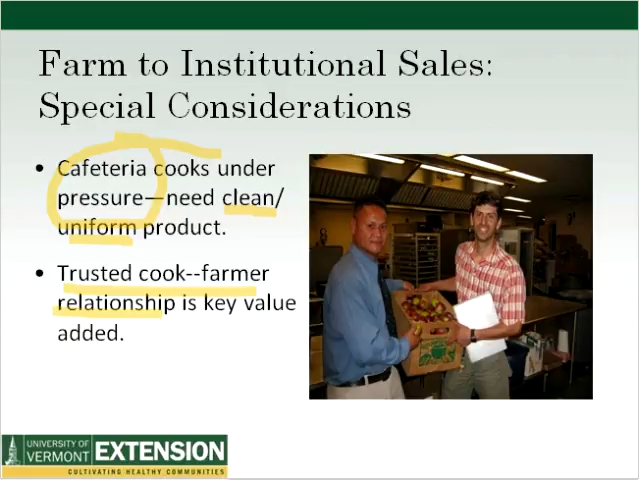 Farm to Institutional Sales:
Special Considerations
• Cafeteria cooks under
pressure—need clean/
uniform product.
• Trusted cook--farmer
relationship is key value
added.
UNIVERSITY OF
VERMONT EXTENSION
CULTIVATING HEALTHY COMMUNITIES